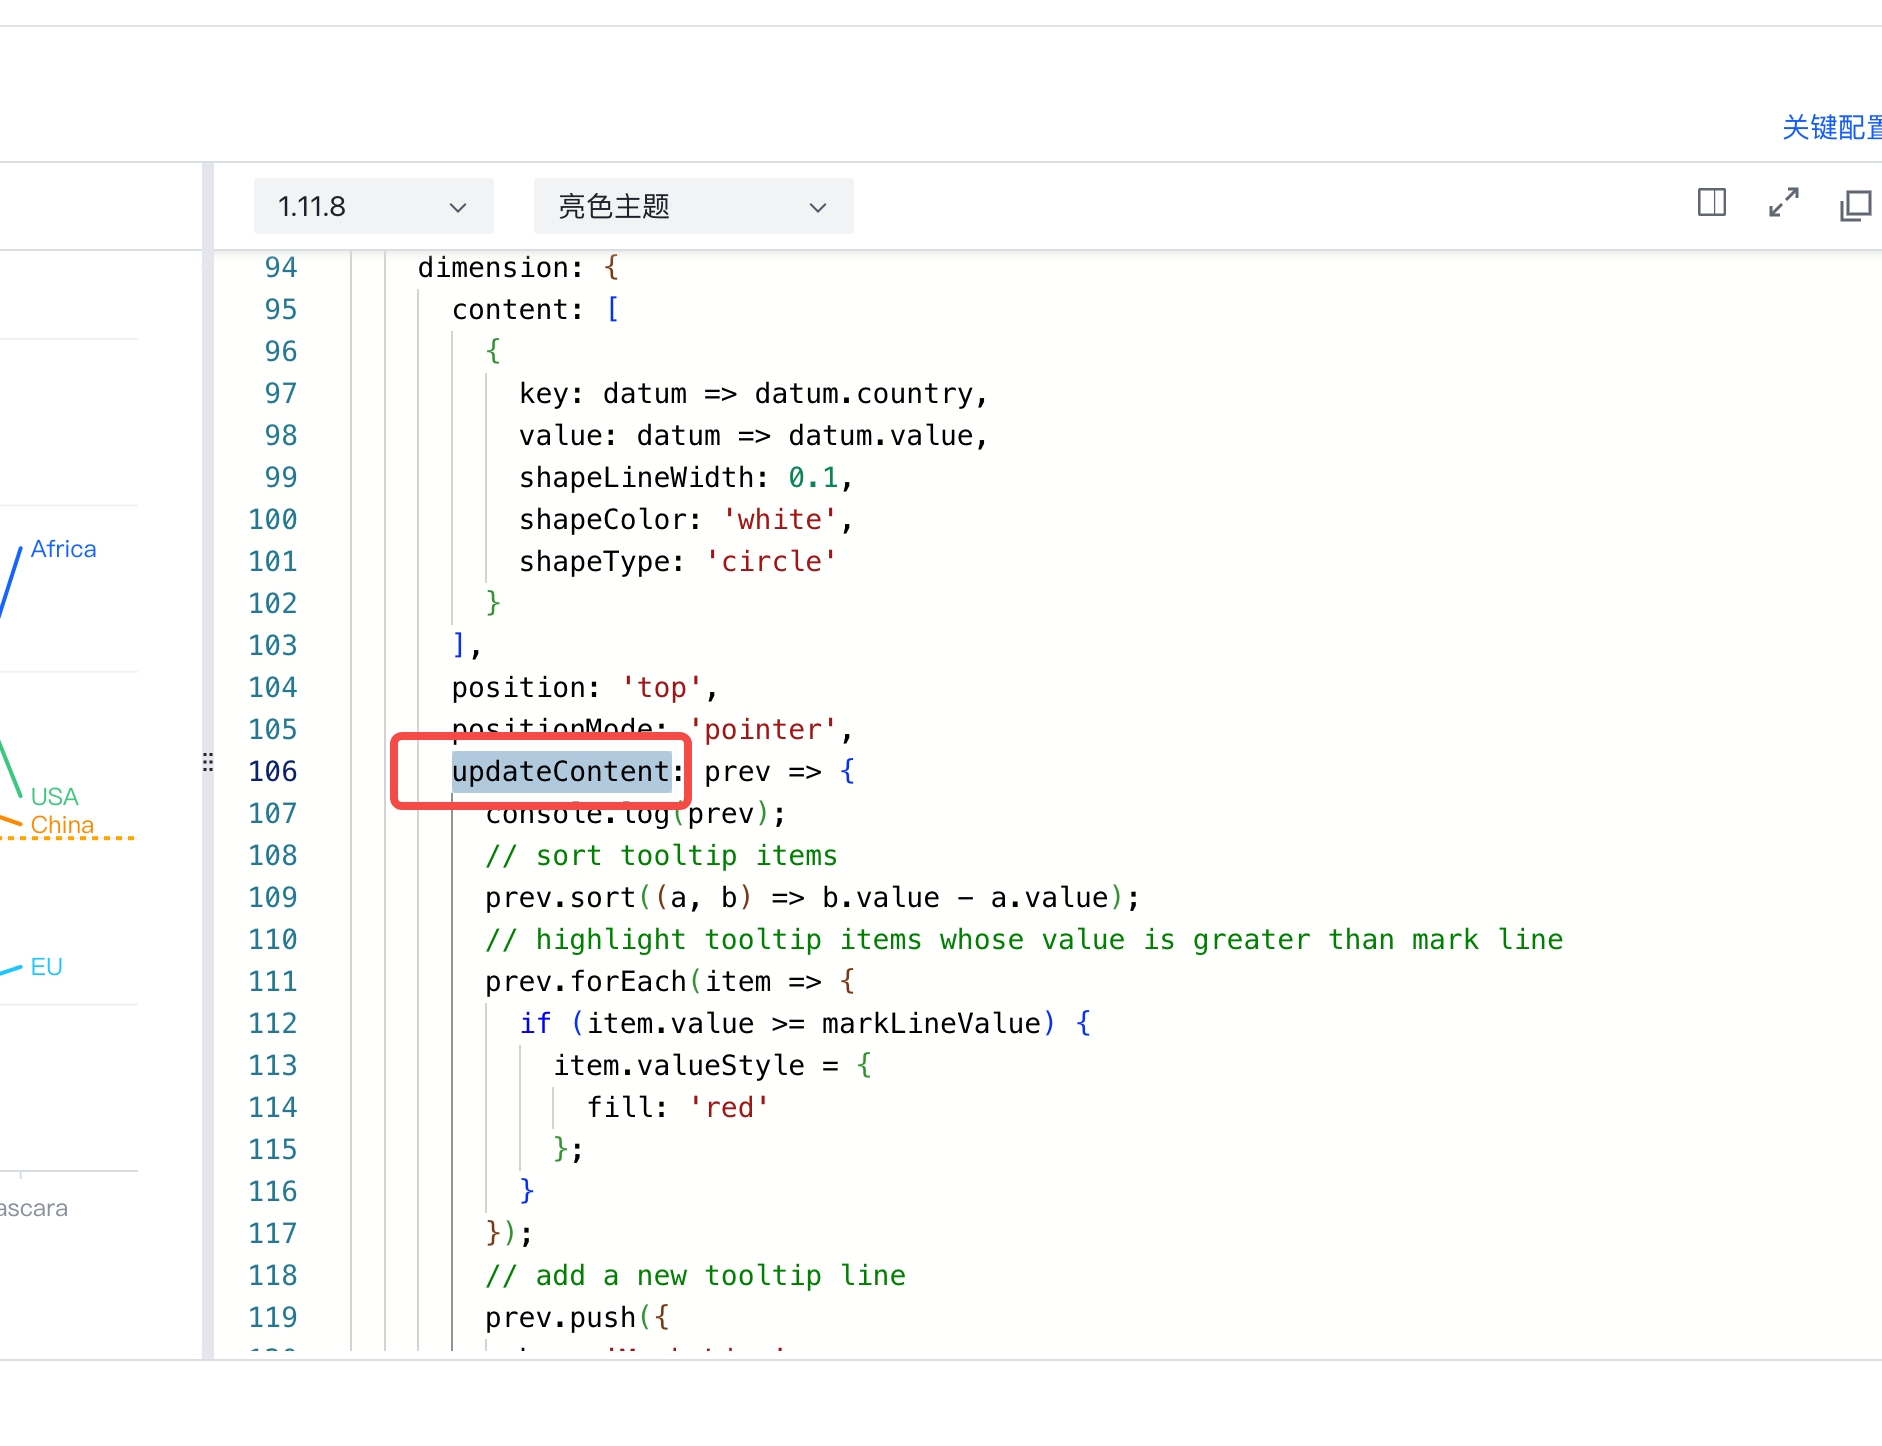 关键配置
1.11.8
亮色主题
94 dimension: {
95 content: [
96 {
97 key: datum => datum.country,
98 value: datum => datum.value,
99 shapeLineWidth: 0.1,
100 shapeColor: 'white',
101 shapeType: 'circle'
102 }
103 ],
104 position: 'top',
105 positionMode: 'pointer',
106 updateContent: prev => {
107 console.log(prev);
108 // sort tooltip items
109 prev.sort((a, b) => b.value - a.value);
110 // highlight tooltip items whose value is greater than mark line
111 prev.forEach(item => {
112 if (item.value >= markLineValue) {
113 item.valueStyle = {
114 fill: 'red'
115 };
116 }
117 });
118 // add a new tooltip line
119 prev.push({
Africa
USA
China
EU
ascara